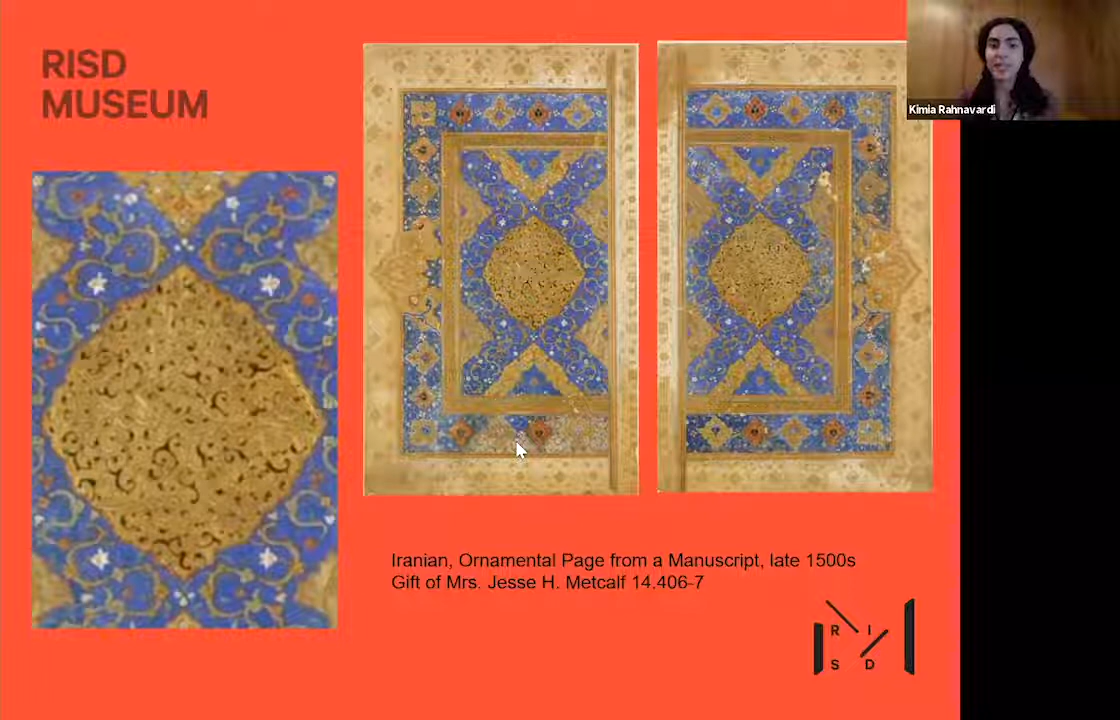 RISD
MUSEUM
Kimia Rahnavardi
Iranian, Ornamental Page from a Manuscript, late 1500s
Gift of Mrs. Jesse H. Metcalf 14.406-7
R I
S D